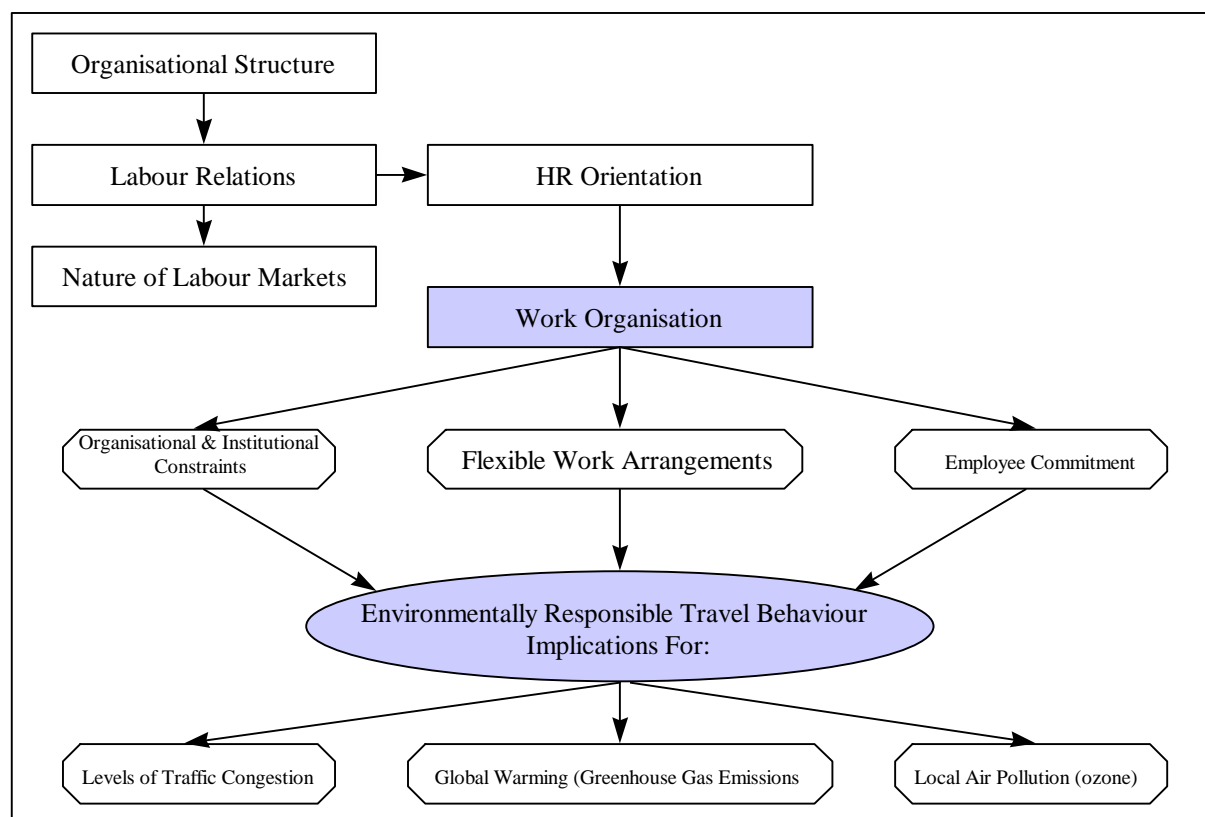 Organisational Structure
Labour Relations
HR Orientation
Nature of Labour Markets
Work Organisation
Organisational & Institutional
Constraints
Flexible Work Arrangements
Employee Commitment
Environmentally Responsible Travel Behaviour
Implications For:
Levels of Traffic Congestion
Global Warming (Greenhouse Gas Emissions
Local Air Pollution (ozone)